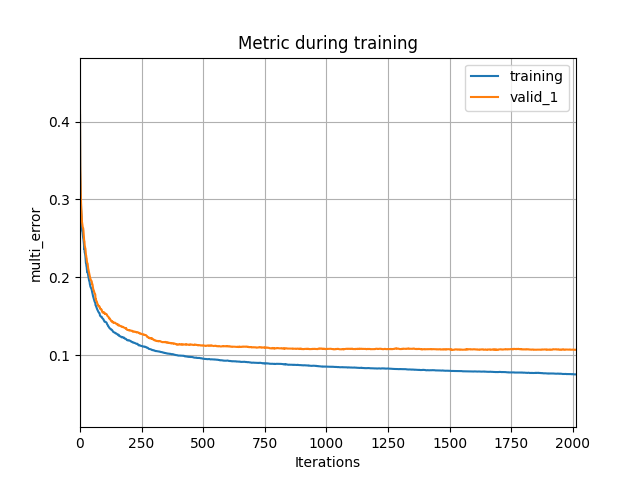 Metric during training
training
valid_1
0.4
0.3
0.2
0.1
multi_error
0 250 500 750 1000 1250 1500 1750 2000
Iterations